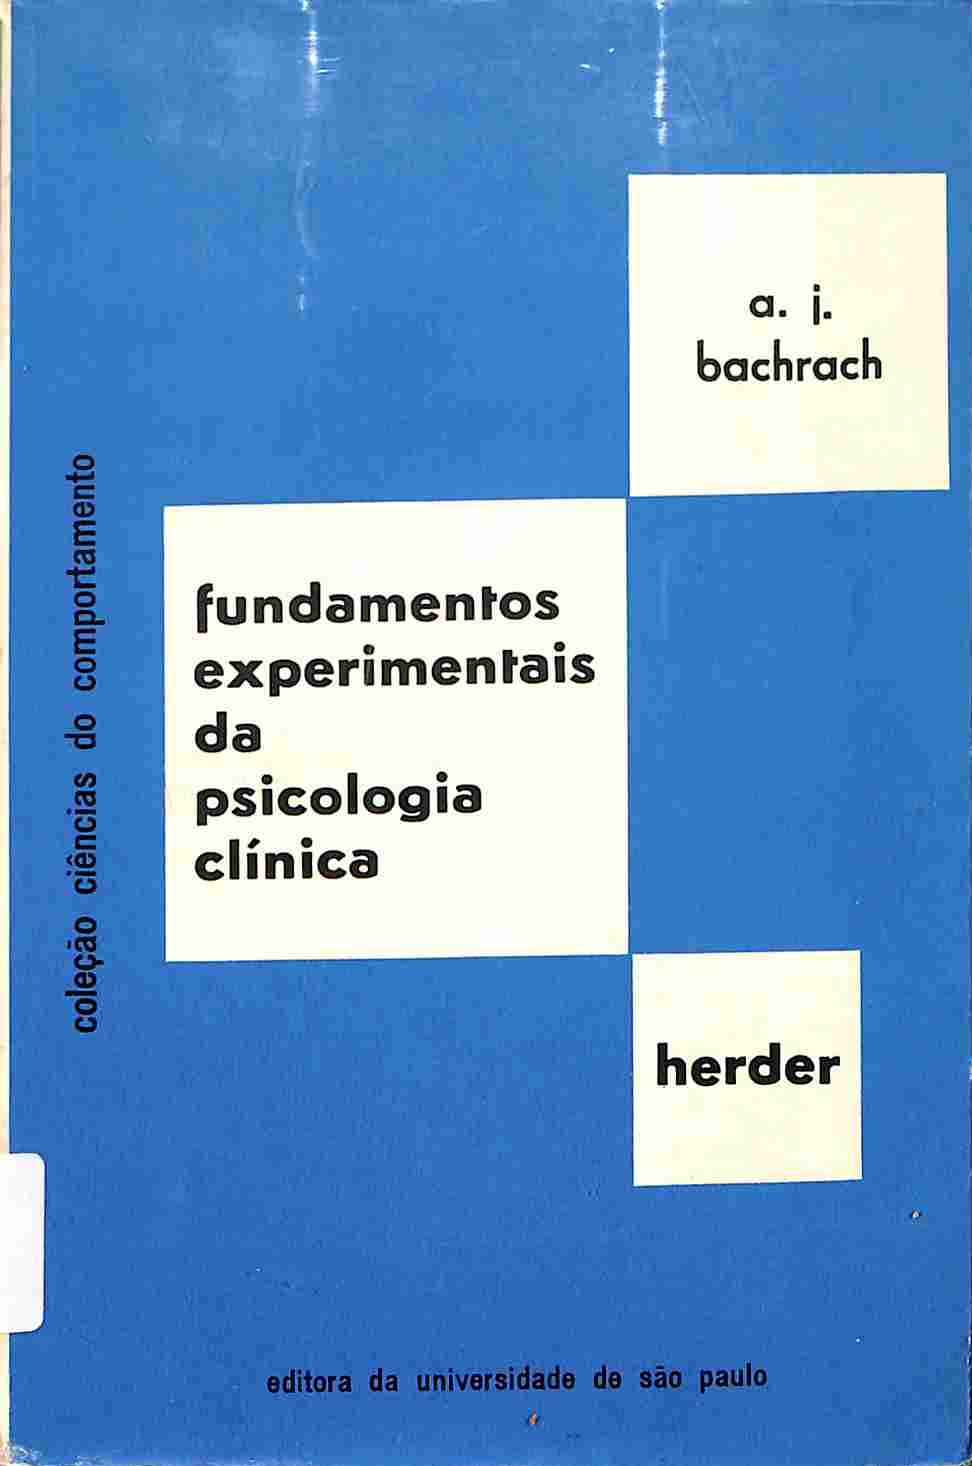 a. j.
bachrach
coleção ciências do comportamento
fundamentos
experimentais
da
psicologia
clínica
herder
editora da universidade de são paulo